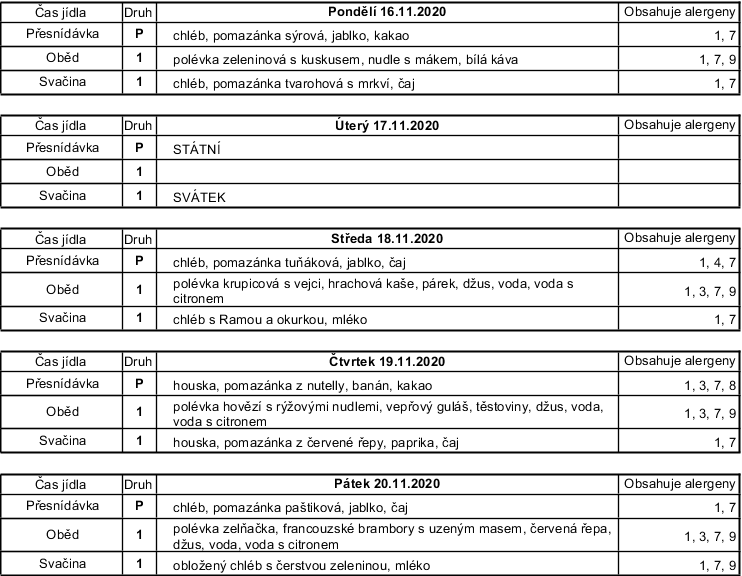 Čas jídla Druh Pondělí 16.11.2020 Obsahuje alergeny
Přesnídávka P chléb, pomazánka sýrová, jablko, kakao 1, 7
Oběd 1 polévka zeleninová s kuskusem, nudle s mákem, bílá káva 1, 7, 9
Svačina 1 chléb, pomazánka tvarohová s mrkví, čaj 1, 7
Čas jídla Druh Úterý 17.11.2020 Obsahuje alergeny
Přesnídávka P STÁTNÍ
Oběd 1
Svačina 1 SVÁTEK
Čas jídla Druh Středa 18.11.2020 Obsahuje alergeny
Přesnídávka P chléb, pomazánka tuňáková, jablko, čaj 1, 4, 7
Oběd 1 polévka krupicová s vejci, hrachová kaše, párek, džus, voda, voda s
citronem 1, 3, 7, 9
Svačina 1 chléb s Ramou a okurkou, mléko 1, 7
Čas jídla Druh Čtvrtek 19.11.2020 Obsahuje alergeny
Přesnídávka P houska, pomazánka z nutelly, banán, kakao 1, 3, 7, 8
Oběd 1 polévka hovězí s rýžovými nudlemi, vepřový guláš, těstoviny, džus, voda,
voda s citronem 1, 3, 7, 9
Svačina 1 houska, pomazánka z červené řepy, paprika, čaj 1, 7
Čas jídla Druh Pátek 20.11.2020 Obsahuje alergeny
Přesnídávka P chléb, pomazánka paštiková, jablko, čaj 1, 7
Oběd 1 polévka zelňačka, francouzské brambory s uzeným masem, červená řepa,
džus, voda, voda s citronem 1, 3, 7, 9
Svačina 1 obložený chléb s čerstvou zeleninou, mléko 1, 7, 9